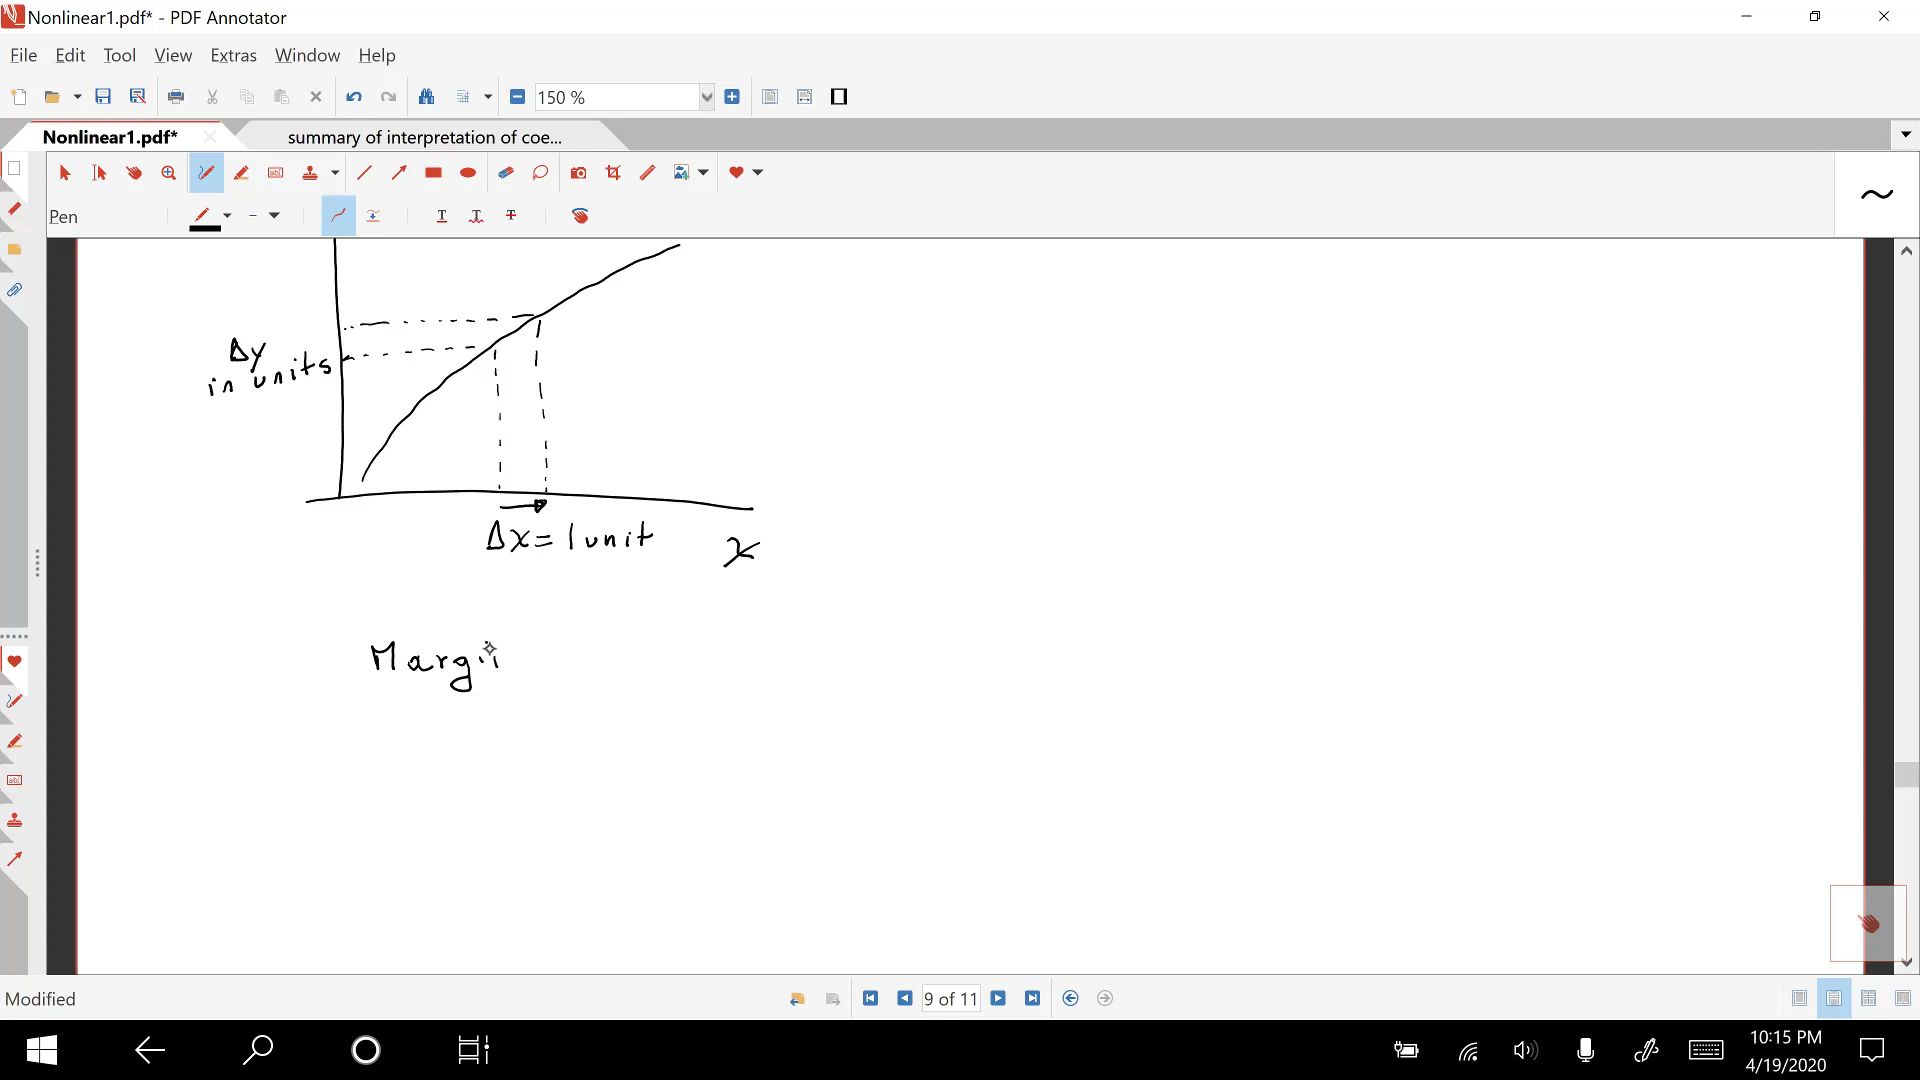 Nonlinear1.pdf* - PDF Annotator
File Edit Tool View Extras Window Help
150 %
Nonlinear1.pdf* summary of interpretation of coe...
Pen
Δy
in units
Δx = 1 unit
x
Margi
Modified
9 of 11
10:15 PM
4/19/2020